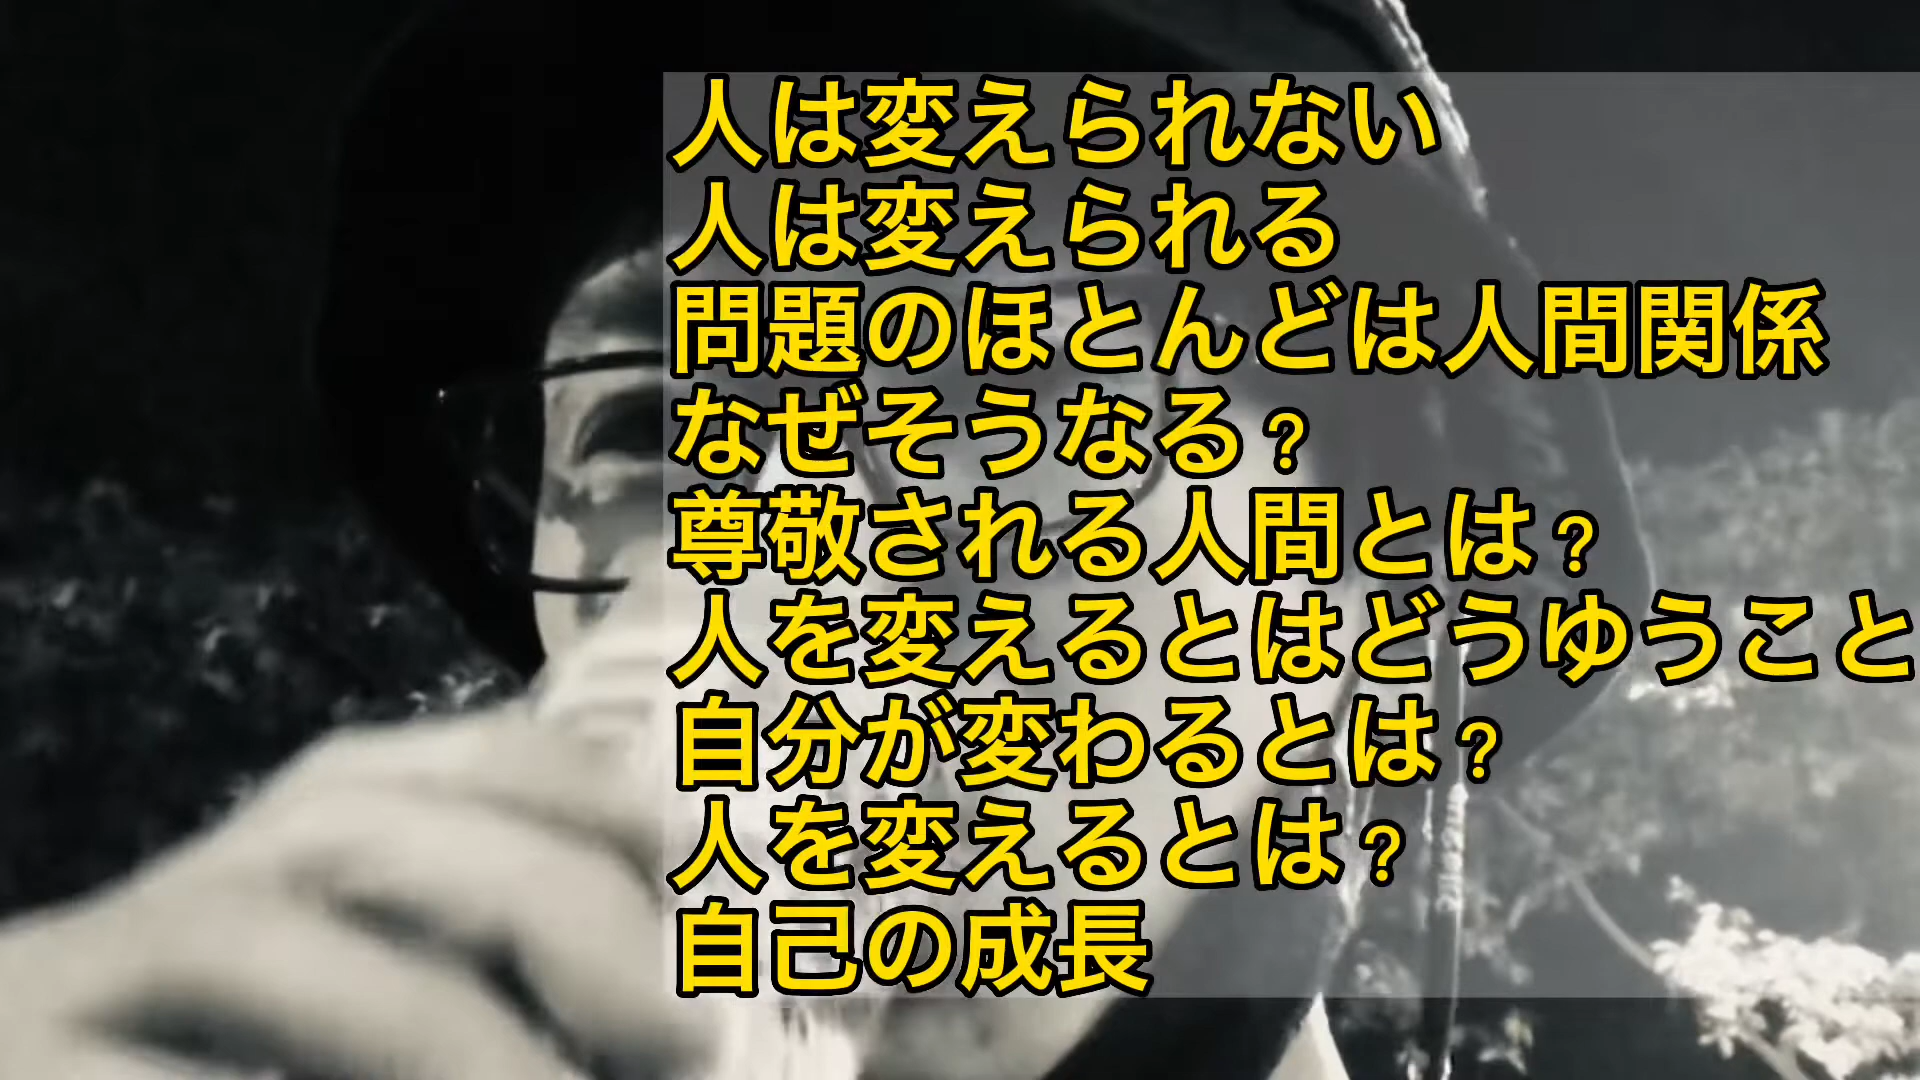 人は変えられない
人は変えられる
問題のほとんどは人間関係
なぜそうなる？
尊敬される人間とは？
人を変えるとはどうゆうこと
自分が変わるとは？
人を変えるとは？
自己の成長